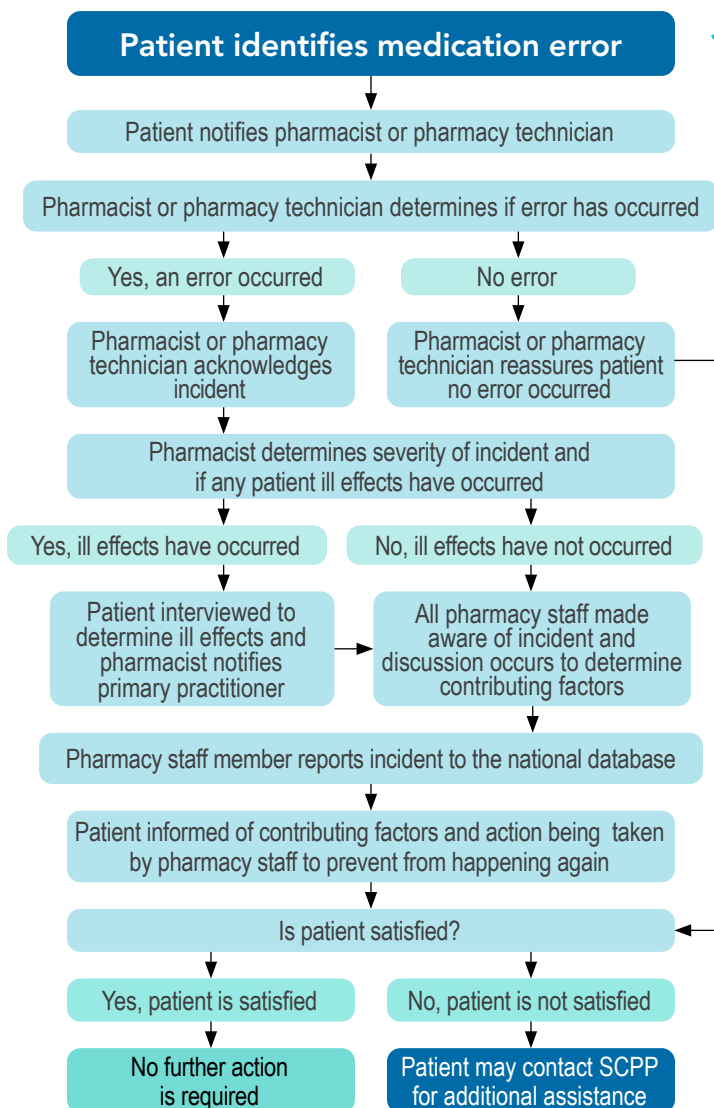 Patient identifies medication error
Patient notifies pharmacist or pharmacy technician
Pharmacist or pharmacy technician determines if error has occurred
Yes, an error occurred
No error
Pharmacist or pharmacy
technician acknowledges
incident
Pharmacist or pharmacy
technician reassures patient
no error occurred
Pharmacist determines severity of incident and
if any patient ill effects have occurred
Yes, ill effects have occurred
No, ill effects have not occurred
Patient interviewed to
determine ill effects and
pharmacist notifies
primary practitioner
All pharmacy staff made
aware of incident and
discussion occurs to determine
contributing factors
Pharmacy staff member reports incident to the national database
Patient informed of contributing factors and action being taken
by pharmacy staff to prevent from happening again
Is patient satisfied?
Yes, patient is satisfied
No, patient is not satisfied
No further action
is required
Patient may contact SCPP
for additional assistance